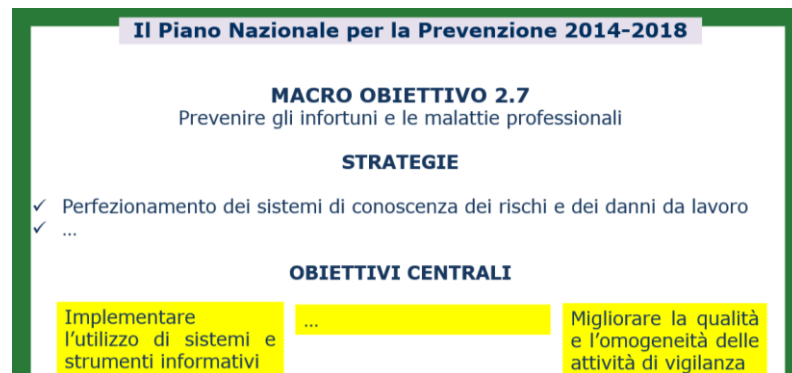 Il Piano Nazionale per la Prevenzione 2014-2018
MACRO OBIETTIVO 2.7
Prevenire gli infortuni e le malattie professionali
STRATEGIE
✓ Perfezionamento dei sistemi di conoscenza dei rischi e dei danni da lavoro
✓ ...
OBIETTIVI CENTRALI
Implementare
l'utilizzo di sistemi e
strumenti informativi
...
Migliorare la qualità
e l'omogeneità delle
attività di vigilanza